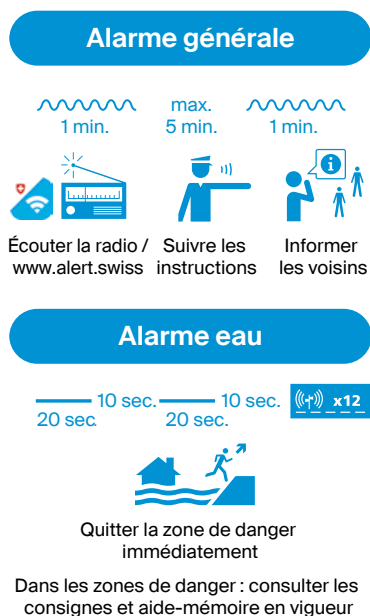 Alarme générale
max.
1 min. 5 min. 1 min.
i
Écouter la radio / Suivre les Informer
www.alert.swiss instructions les voisins
Alarme eau
10 sec. 10 sec. x12
20 sec. 20 sec.
Quitter la zone de danger
immédiatement
Dans les zones de danger : consulter les
consignes et aide-mémoire en vigueur